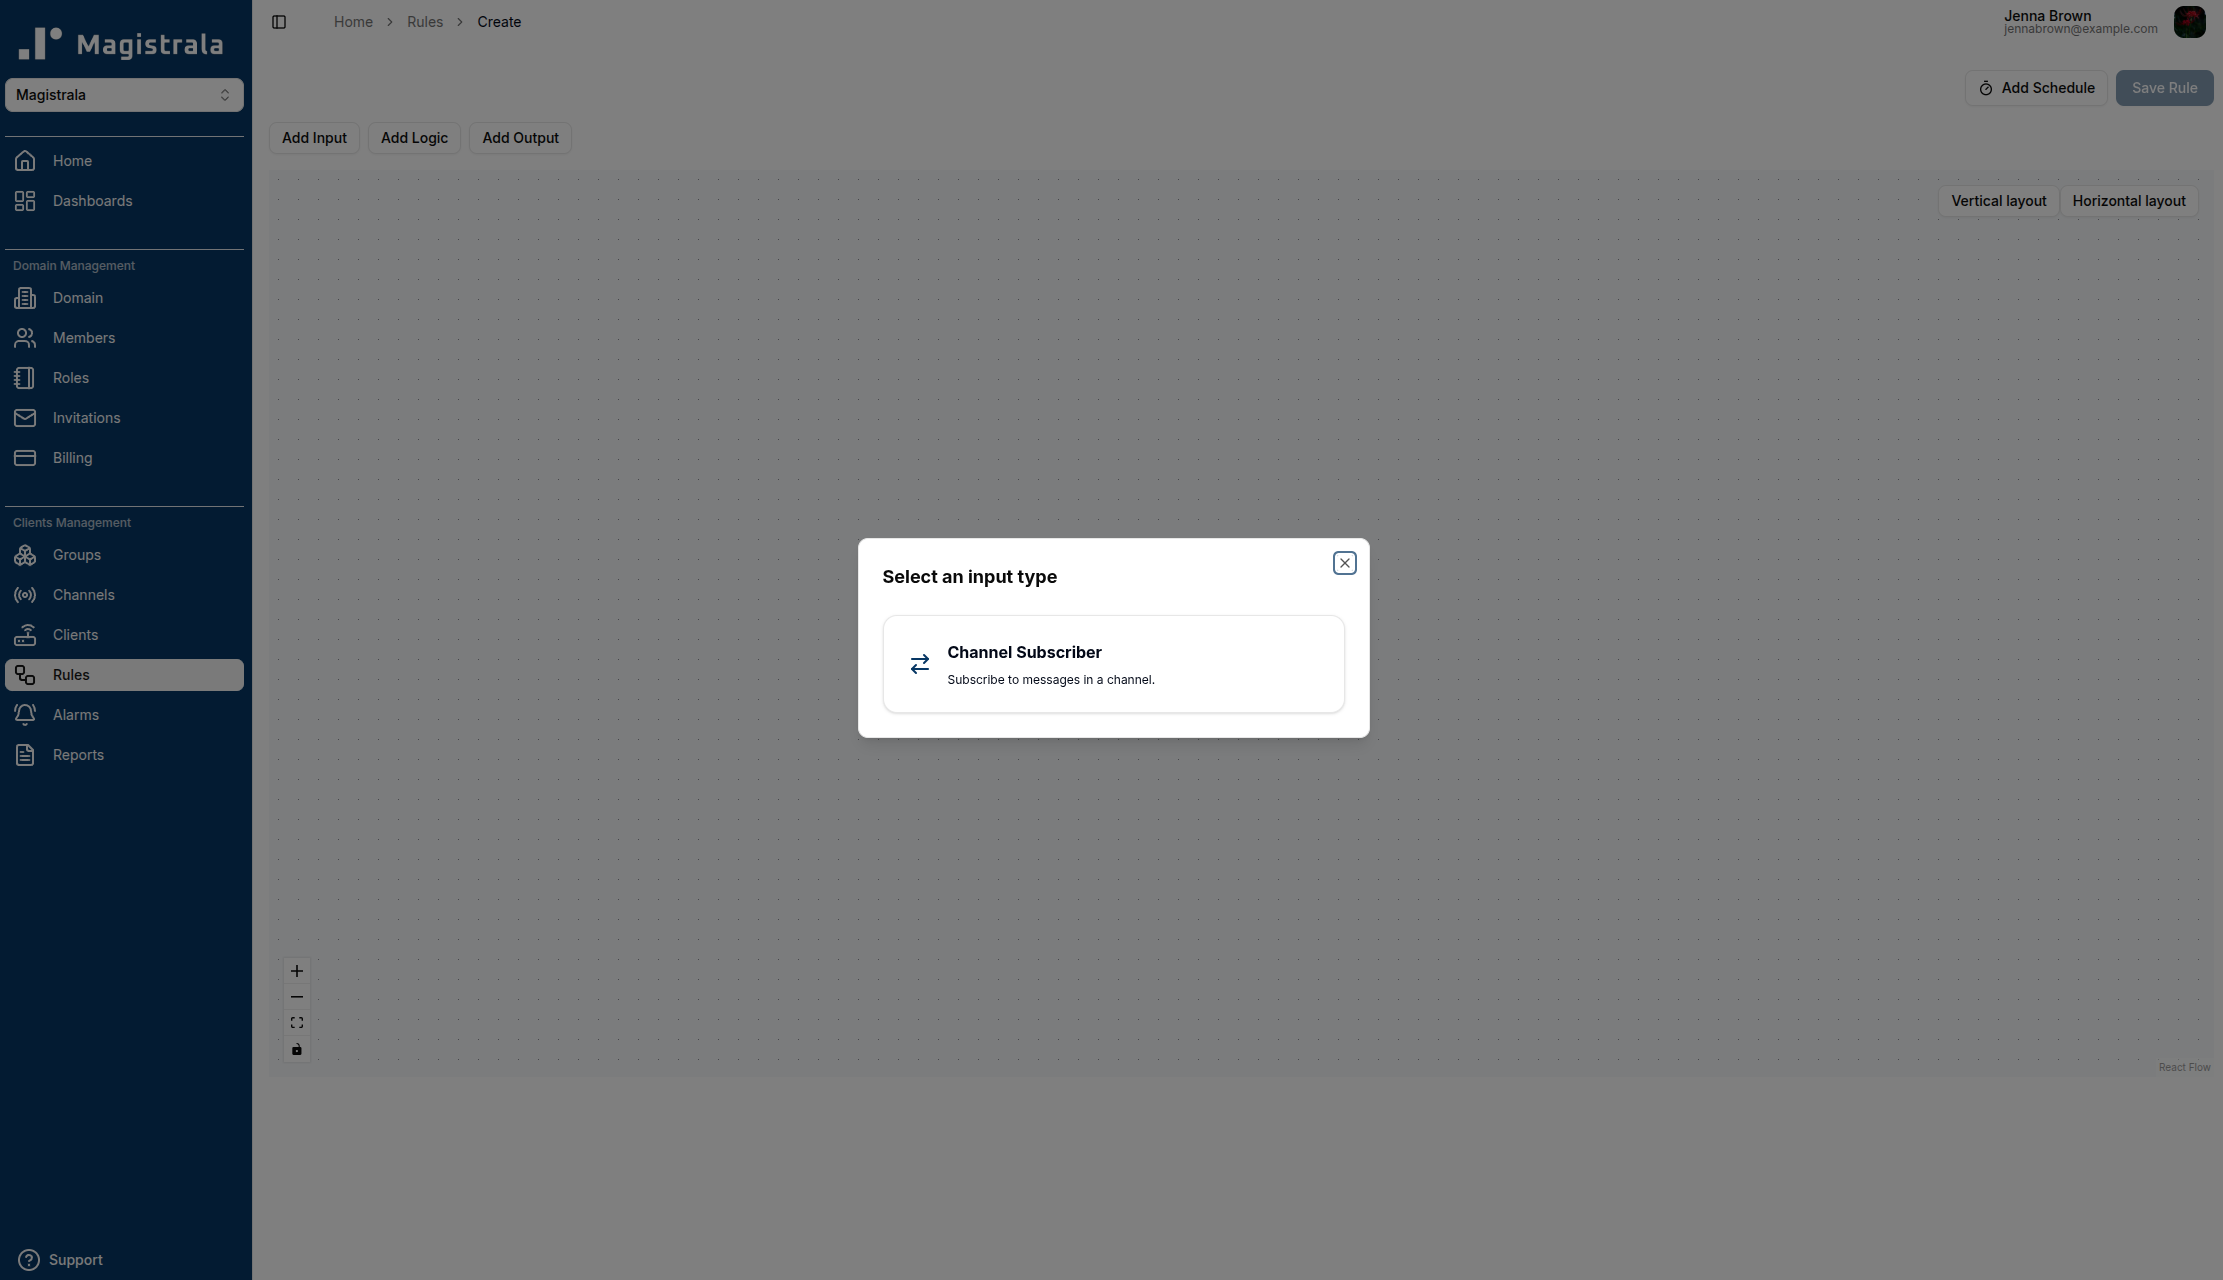 Magistrala
Magistrala
Home
Dashboards
Domain Management
Domain
Members
Roles
Invitations
Billing
Clients Management
Groups
Channels
Clients
Rules
Alarms
Reports
Support
Home > Rules > Create
Jenna Brown
jennabrown@example.com
Add Schedule
Save Rule
Add Input
Add Logic
Add Output
Vertical layout
Horizontal layout
Select an input type
Channel Subscriber
Subscribe to messages in a channel.
React Flow